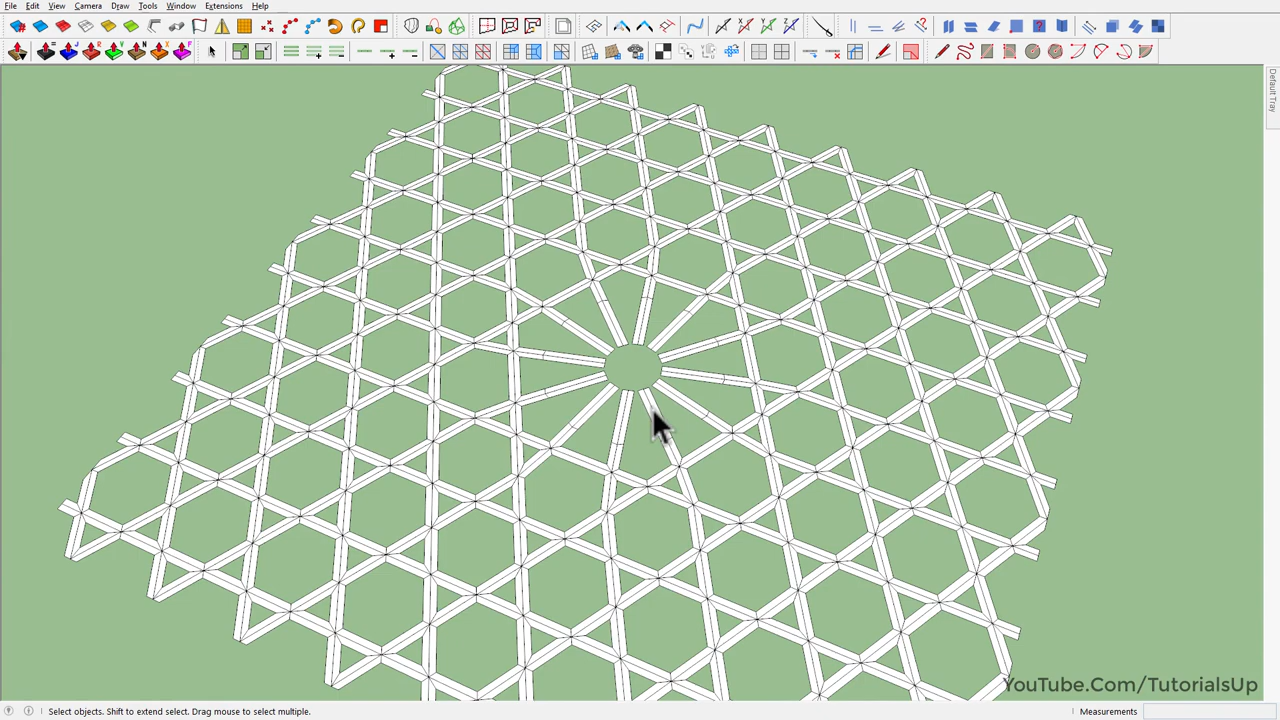 File Edit View Camera Draw Tools Window Extensions Help
Default Tray
YouTube.Com/TutorialsUp
Select objects. Shift to extend select. Drag mouse to select multiple.
Measurements